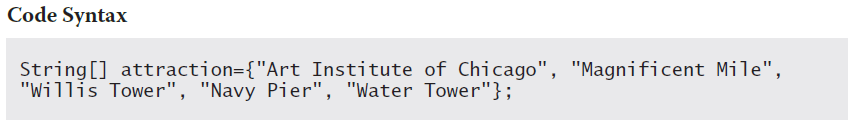 Code Syntax
String[] attraction={"Art Institute of Chicago", "Magnificent Mile",
"Willis Tower", "Navy Pier", "Water Tower"};